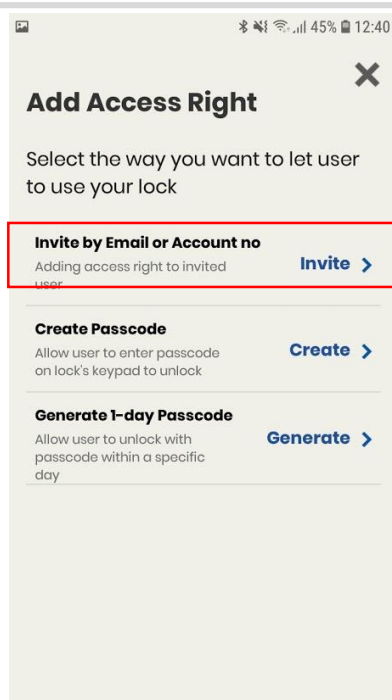 45% 12:40
Add Access Right
Select the way you want to let user
to use your lock
Invite by Email or Account no
Adding access right to invited
user
Invite >
Create Passcode
Allow user to enter passcode
on lock's keypad to unlock
Create >
Generate 1-day Passcode
Allow user to unlock with
passcode within a specific
day
Generate >